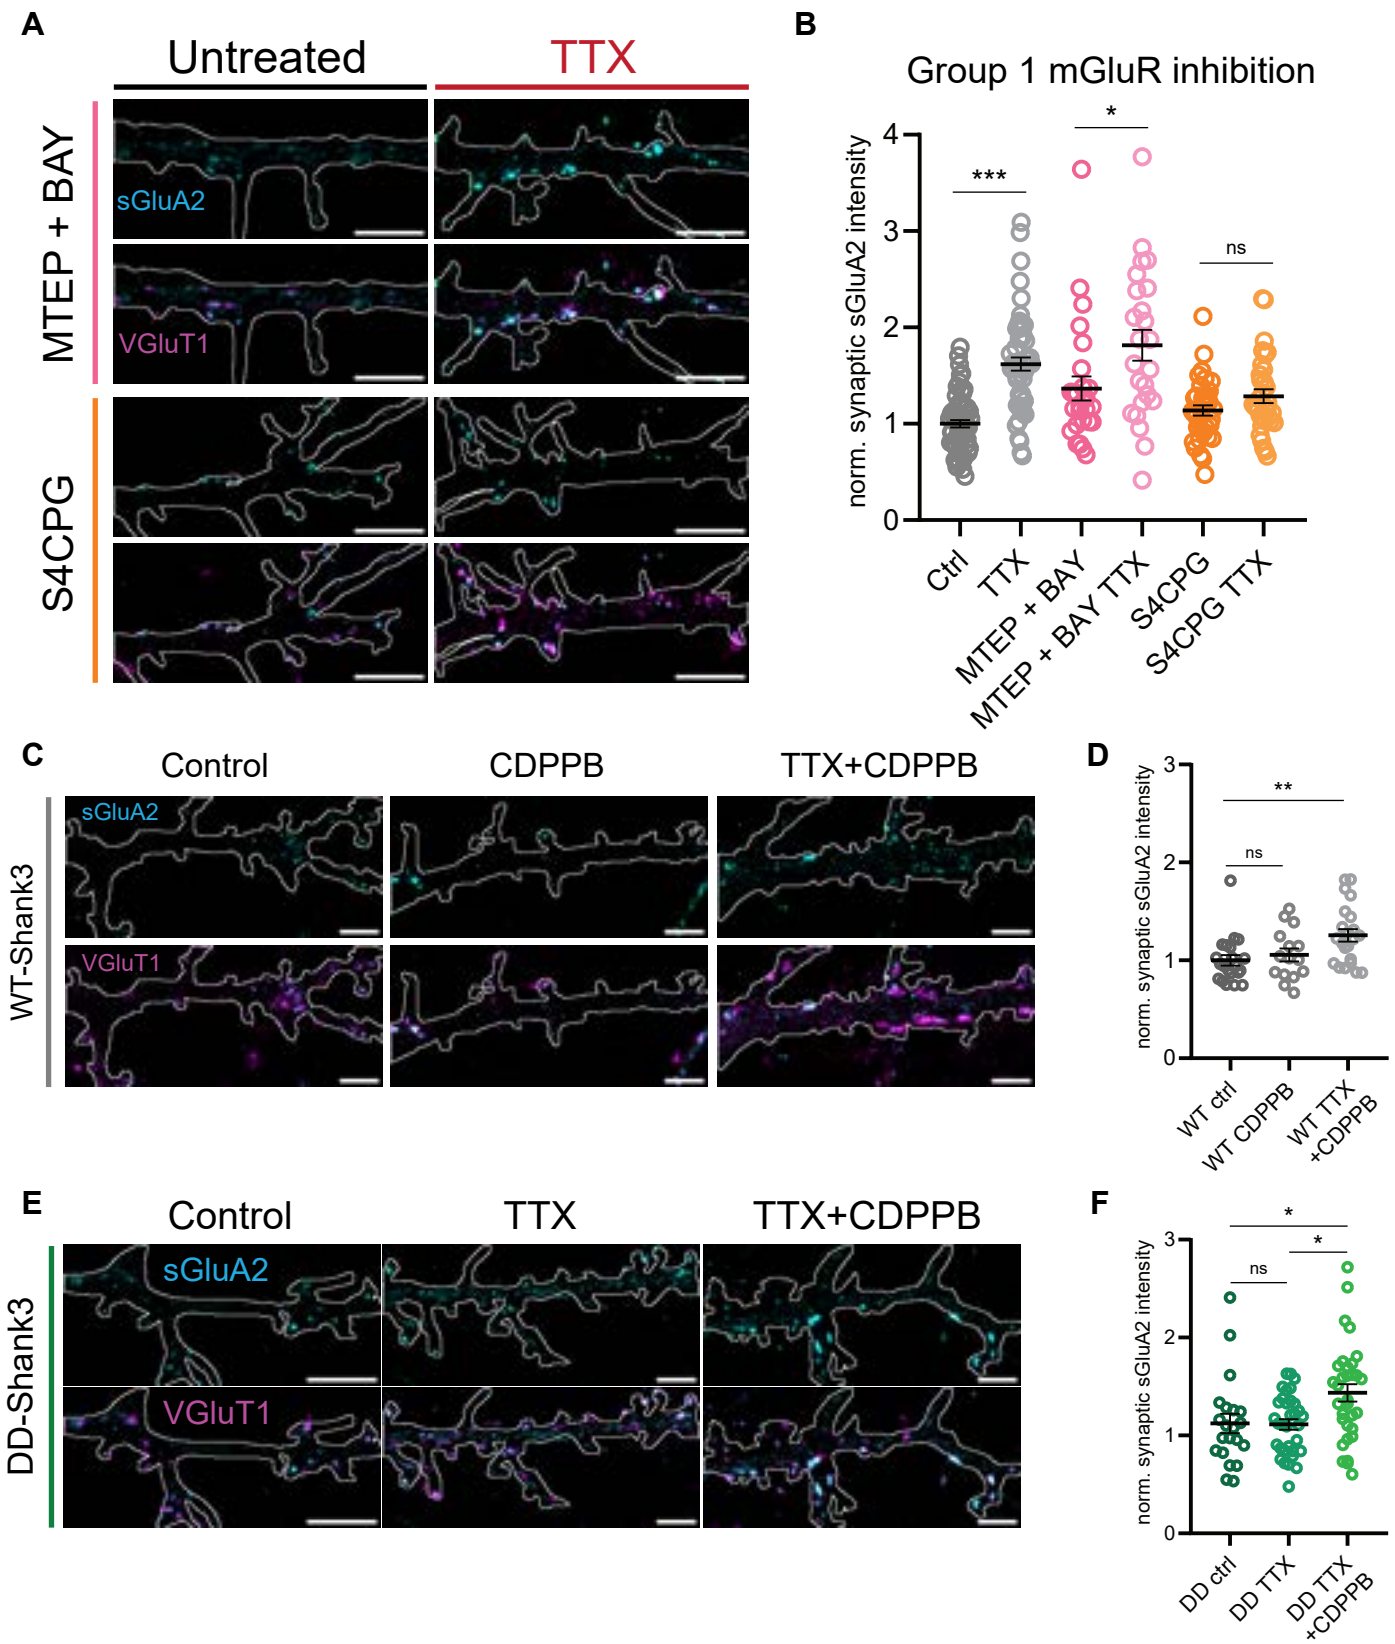 A
Untreated
TTX
MTEP + BAY
sGluA2
VGluT1
S4CPG
B
Group 1 mGluR inhibition
norm. synaptic sGluA2 intensity
4
3
2
1
0
***
*
ns
Ctrl
TTX
MTEP + BAY
MTEP + BAY TTX
S4CPG
S4CPG TTX
C
Control
CDPPB
TTX+CDPPB
WT-Shank3
sGluA2
VGluT1
D
norm. synaptic sGluA2 intensity
3
2
1
0
**
ns
WT ctrl
WT CDPPB
WT TTX
+CDPPB
E
Control
TTX
TTX+CDPPB
DD-Shank3
sGluA2
VGluT1
F
norm. synaptic sGluA2 intensity
3
2
1
0
*
*
ns
DD ctrl
DD TTX
DD TTX
+CDPPB